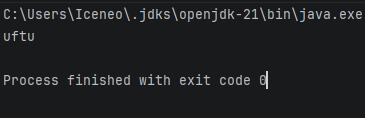 C:\Users\Iceneo\.jdks\openjdk-21\bin\java.exe
uftu
Process finished with exit code 0